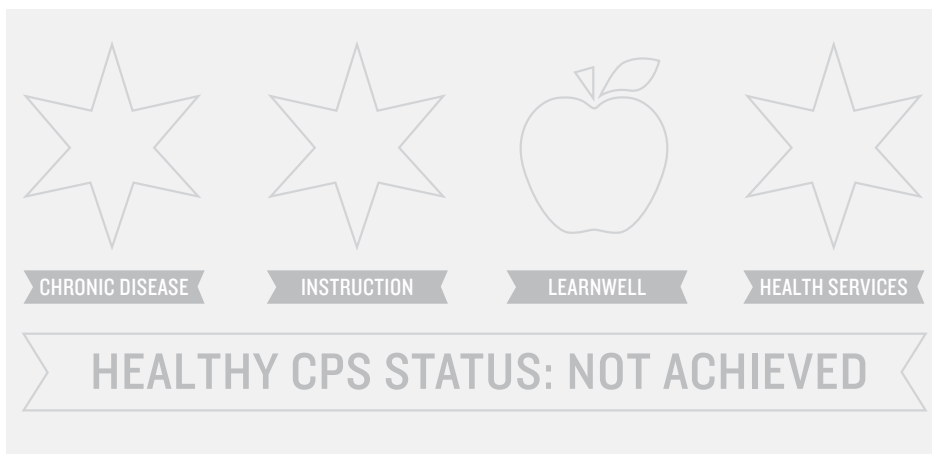 CHRONIC DISEASE
INSTRUCTION
LEARNWELL
HEALTH SERVICES
HEALTHY CPS STATUS: NOT ACHIEVED